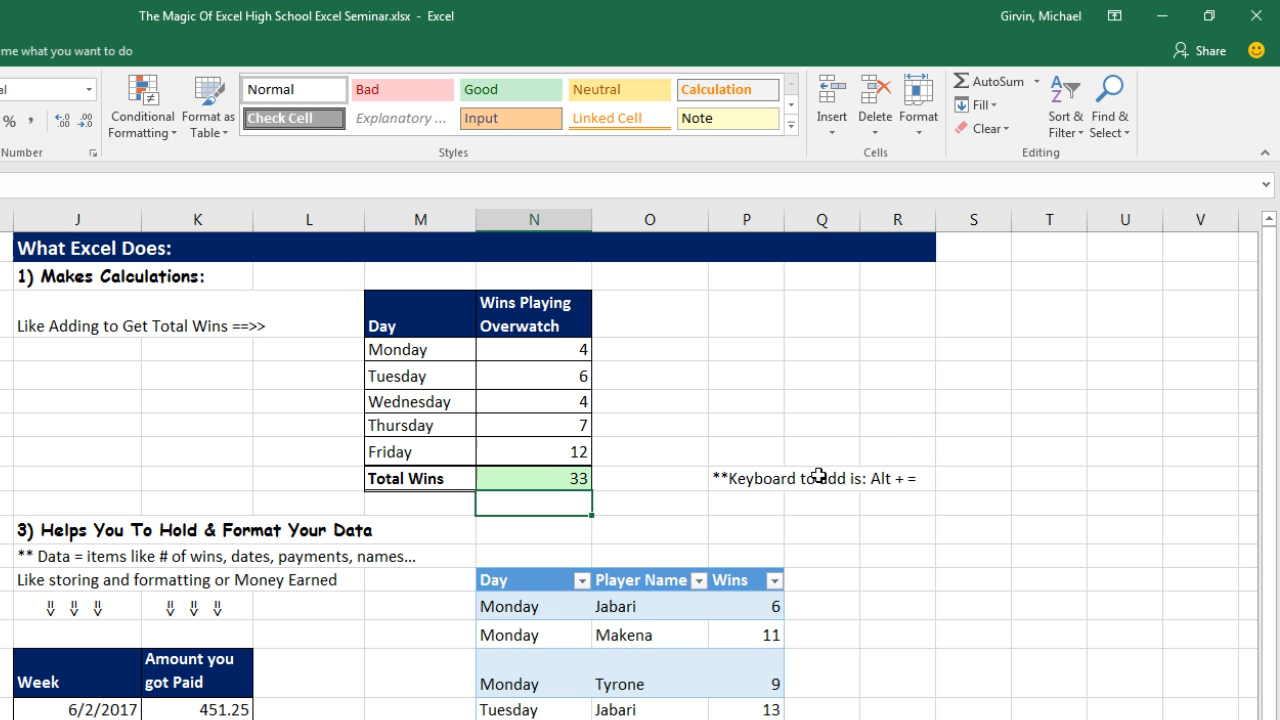 The Magic Of Excel High School Excel Seminar.xlsx - Excel
Girvin, Michael
me what you want to do
Share
al
Conditional Formatting
Format as Table
Normal
Bad
Good
Neutral
Calculation
Check Cell
Explanatory ...
Input
Linked Cell
Note
Insert
Delete
Format
Σ AutoSum
Fill
Clear
Sort & Filter
Find & Select
% ,
Number
Styles
Cells
Editing
J K L M N O P Q R S T U V
What Excel Does:
1) Makes Calculations:
Like Adding to Get Total Wins ==>>
Day
Wins Playing
Overwatch
Monday 4
Tuesday 6
Wednesday 4
Thursday 7
Friday 12
Total Wins 33
**Keyboard to add is: Alt + =
3) Helps You To Hold & Format Your Data
** Data = items like # of wins, dates, payments, names...
Like storing and formatting or Money Earned
Day Player Name Wins
Monday Jabari 6
Monday Makena 11
Monday Tyrone 9
Tuesday Jabari 13
Week
Amount you
got Paid
6/2/2017 451.25